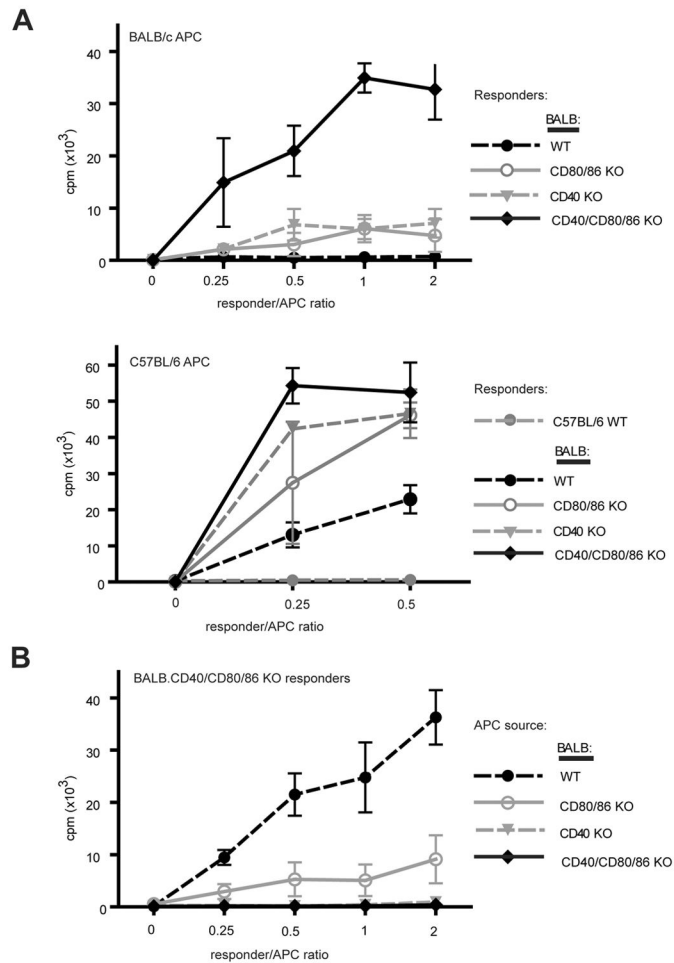 A
BALB/c APC
40
30
20
10
0
cpm (x10³)
0 0.25 0.5 1 2
responder/APC ratio
Responders:
BALB:
WT
CD80/86 KO
CD40 KO
CD40/CD80/86 KO
C57BL/6 APC
60
50
40
30
20
10
0
cpm (x10³)
0 0.25 0.5
responder/APC ratio
Responders:
C57BL/6 WT
BALB:
WT
CD80/86 KO
CD40 KO
CD40/CD80/86 KO
B
BALB.CD40/CD80/86 KO responders
40
30
20
10
0
cpm (x10³)
0 0.25 0.5 1 2
responder/APC ratio
APC source:
BALB:
WT
CD80/86 KO
CD40 KO
CD40/CD80/86 KO